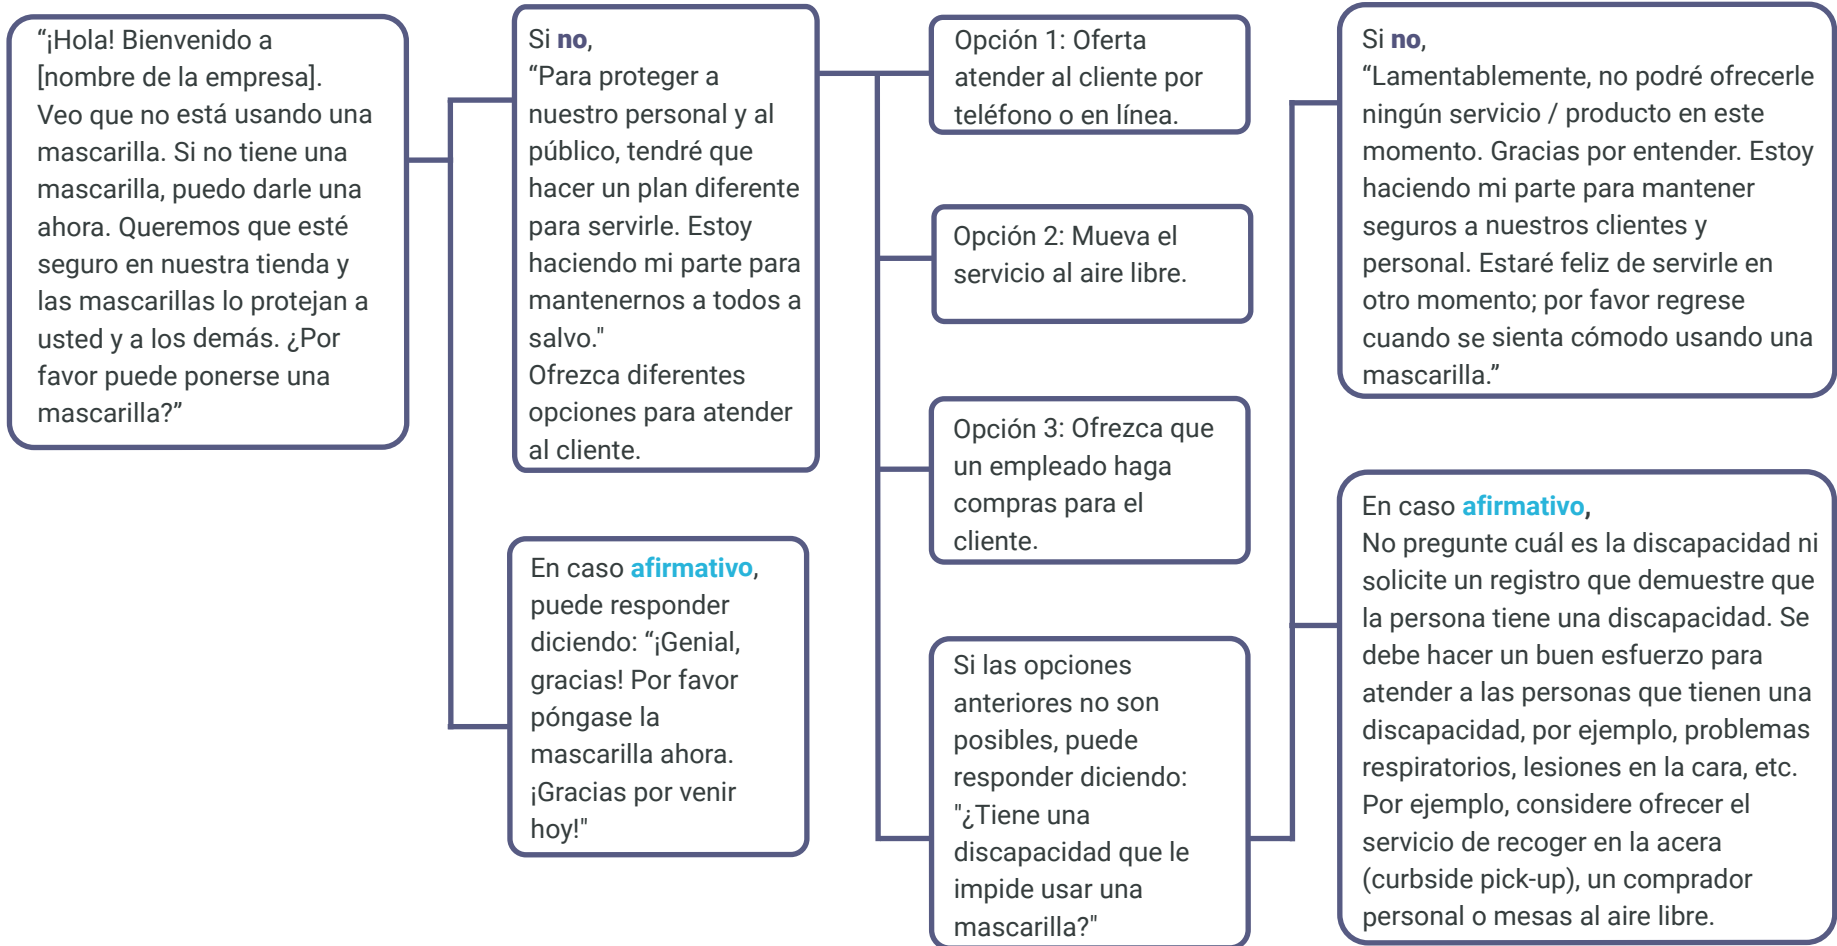 “¡Hola! Bienvenido a
[nombre de la empresa].
Veo que no está usando una
mascarilla. Si no tiene una
mascarilla, puedo darle una
ahora. Queremos que esté
seguro en nuestra tienda y
las mascarillas lo protejan a
usted y a los demás. ¿Por
favor puede ponerse una
mascarilla?”
Si no,
“Para proteger a
nuestro personal y al
público, tendré que
hacer un plan diferente
para servirle. Estoy
haciendo mi parte para
mantenernos a todos a
salvo."
Ofrezca diferentes
opciones para atender
al cliente.
En caso afirmativo,
puede responder
diciendo: “¡Genial,
gracias! Por favor
póngase la
mascarilla ahora.
¡Gracias por venir
hoy!"
Opción 1: Oferta
atender al cliente por
teléfono o en línea.
Opción 2: Mueva el
servicio al aire libre.
Opción 3: Ofrezca que
un empleado haga
compras para el
cliente.
Si las opciones
anteriores no son
posibles, puede
responder diciendo:
"¿Tiene una
discapacidad que le
impide usar una
mascarilla?"
Si no,
“Lamentablemente, no podré ofrecerle
ningún servicio / producto en este
momento. Gracias por entender. Estoy
haciendo mi parte para mantener
seguros a nuestros clientes y
personal. Estaré feliz de servirle en
otro momento; por favor regrese
cuando se sienta cómodo usando una
mascarilla.”
En caso afirmativo,
No pregunte cuál es la discapacidad ni
solicite un registro que demuestre que
la persona tiene una discapacidad. Se
debe hacer un buen esfuerzo para
atender a las personas que tienen una
discapacidad, por ejemplo, problemas
respiratorios, lesiones en la cara, etc.
Por ejemplo, considere ofrecer el
servicio de recoger en la acera
(curbside pick-up), un comprador
personal o mesas al aire libre.